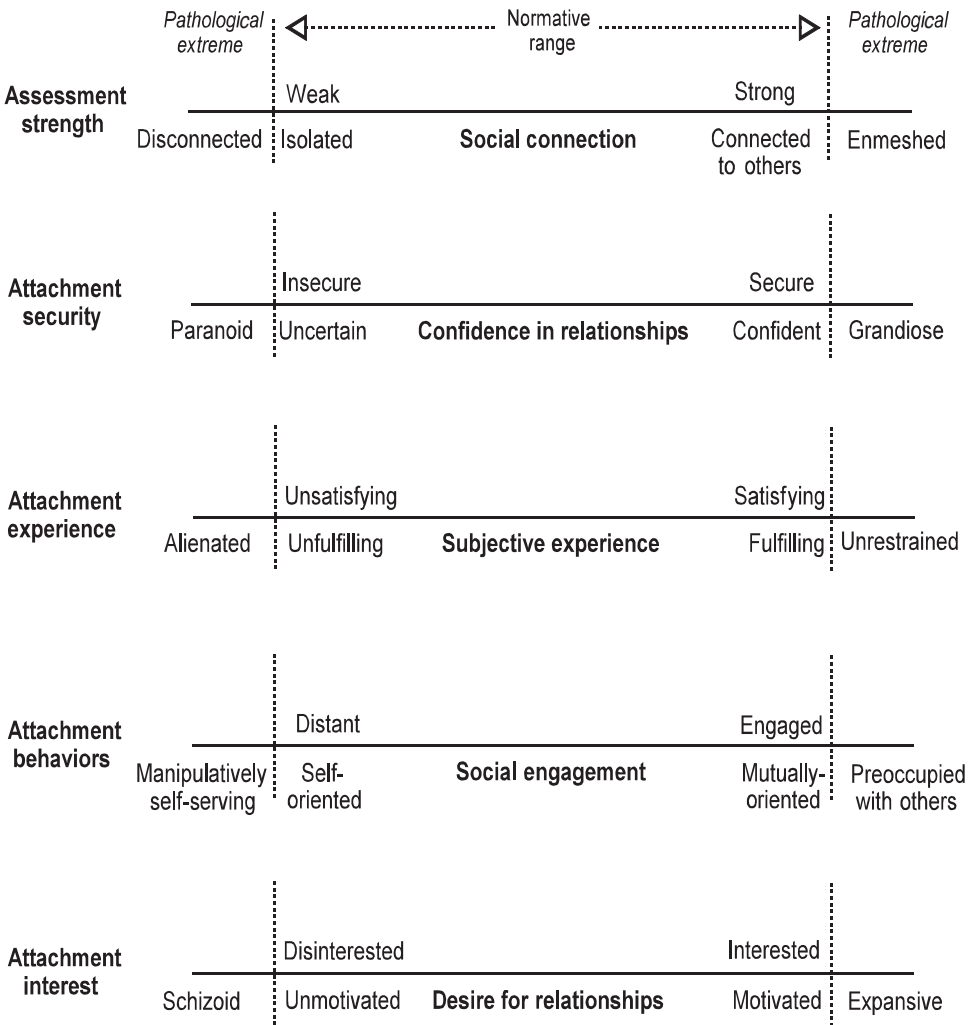 Pathological extreme
Normative range
Pathological extreme
Assessment strength
Weak
Strong
Disconnected
Isolated
Social connection
Connected to others
Enmeshed
Attachment security
Insecure
Secure
Paranoid
Uncertain
Confidence in relationships
Confident
Grandiose
Attachment experience
Unsatisfying
Satisfying
Alienated
Unfulfilling
Subjective experience
Fulfilling
Unrestrained
Attachment behaviors
Distant
Engaged
Manipulatively self-serving
Self-oriented
Social engagement
Mutually-oriented
Preoccupied with others
Attachment interest
Disinterested
Interested
Schizoid
Unmotivated
Desire for relationships
Motivated
Expansive